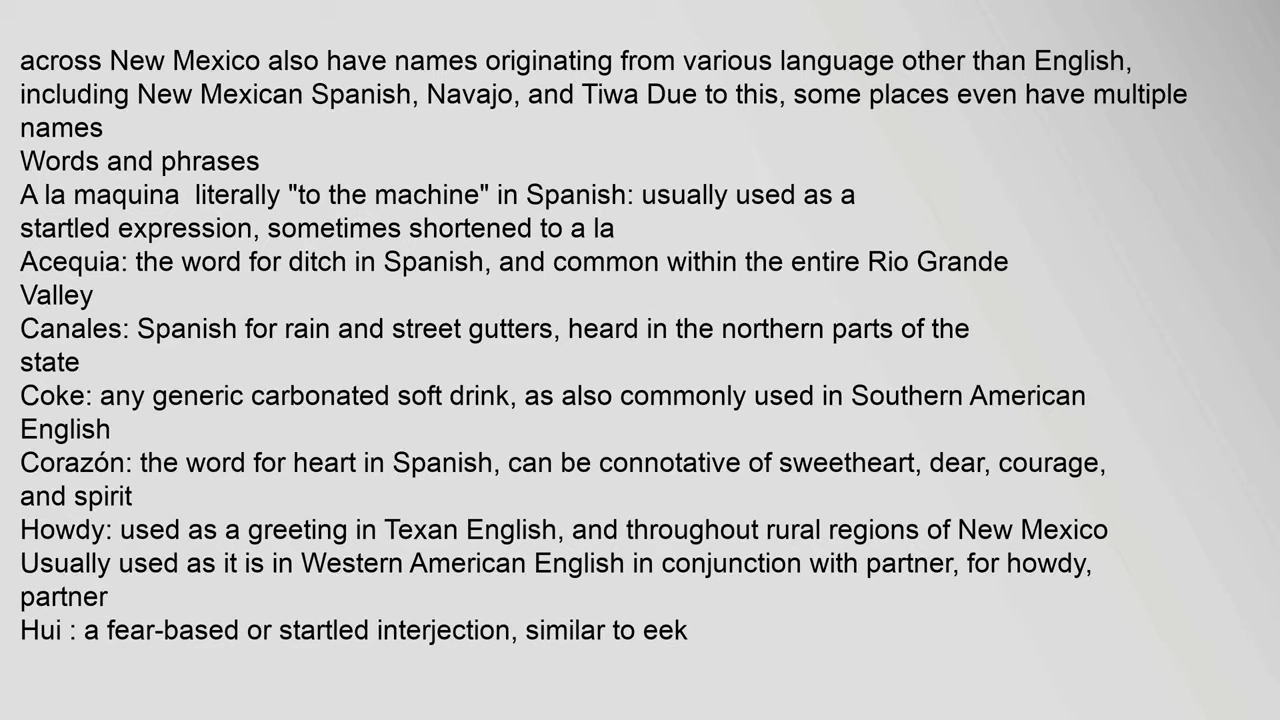 across New Mexico also have names originating from various language other than English,
including New Mexican Spanish, Navajo, and Tiwa Due to this, some places even have multiple
names
Words and phrases
A la maquina  literally "to the machine" in Spanish: usually used as a
startled expression, sometimes shortened to a la
Acequia: the word for ditch in Spanish, and common within the entire Rio Grande
Valley
Canales: Spanish for rain and street gutters, heard in the northern parts of the
state
Coke: any generic carbonated soft drink, as also commonly used in Southern American
English
Corazón: the word for heart in Spanish, can be connotative of sweetheart, dear, courage,
and spirit
Howdy: used as a greeting in Texan English, and throughout rural regions of New Mexico
Usually used as it is in Western American English in conjunction with partner, for howdy,
partner
Hui : a fear-based or startled interjection, similar to eek